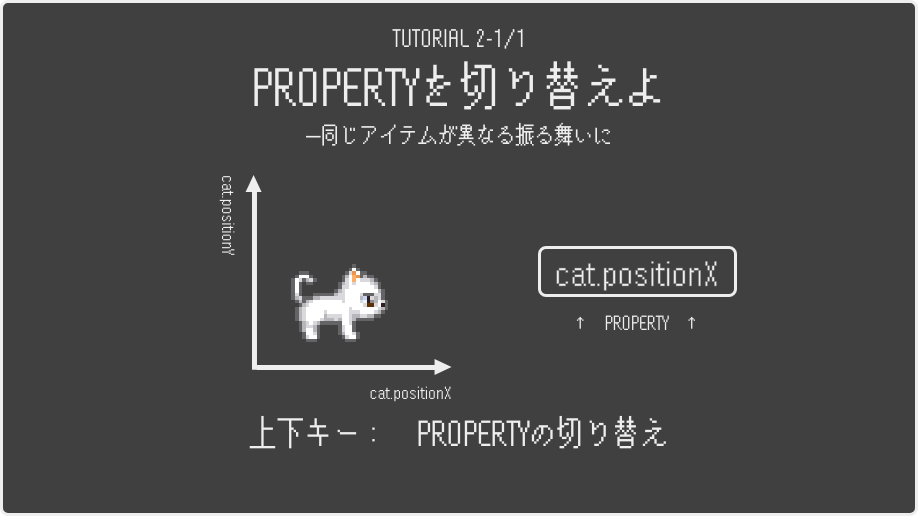 TUTORIAL 2-1/1
PROPERTYを切り替えよ
―同じアイテムが異なる振る舞いに
cat.positionY
cat.positionX
↑ PROPERTY ↑
cat.positionX
上下キー： PROPERTYの切り替え